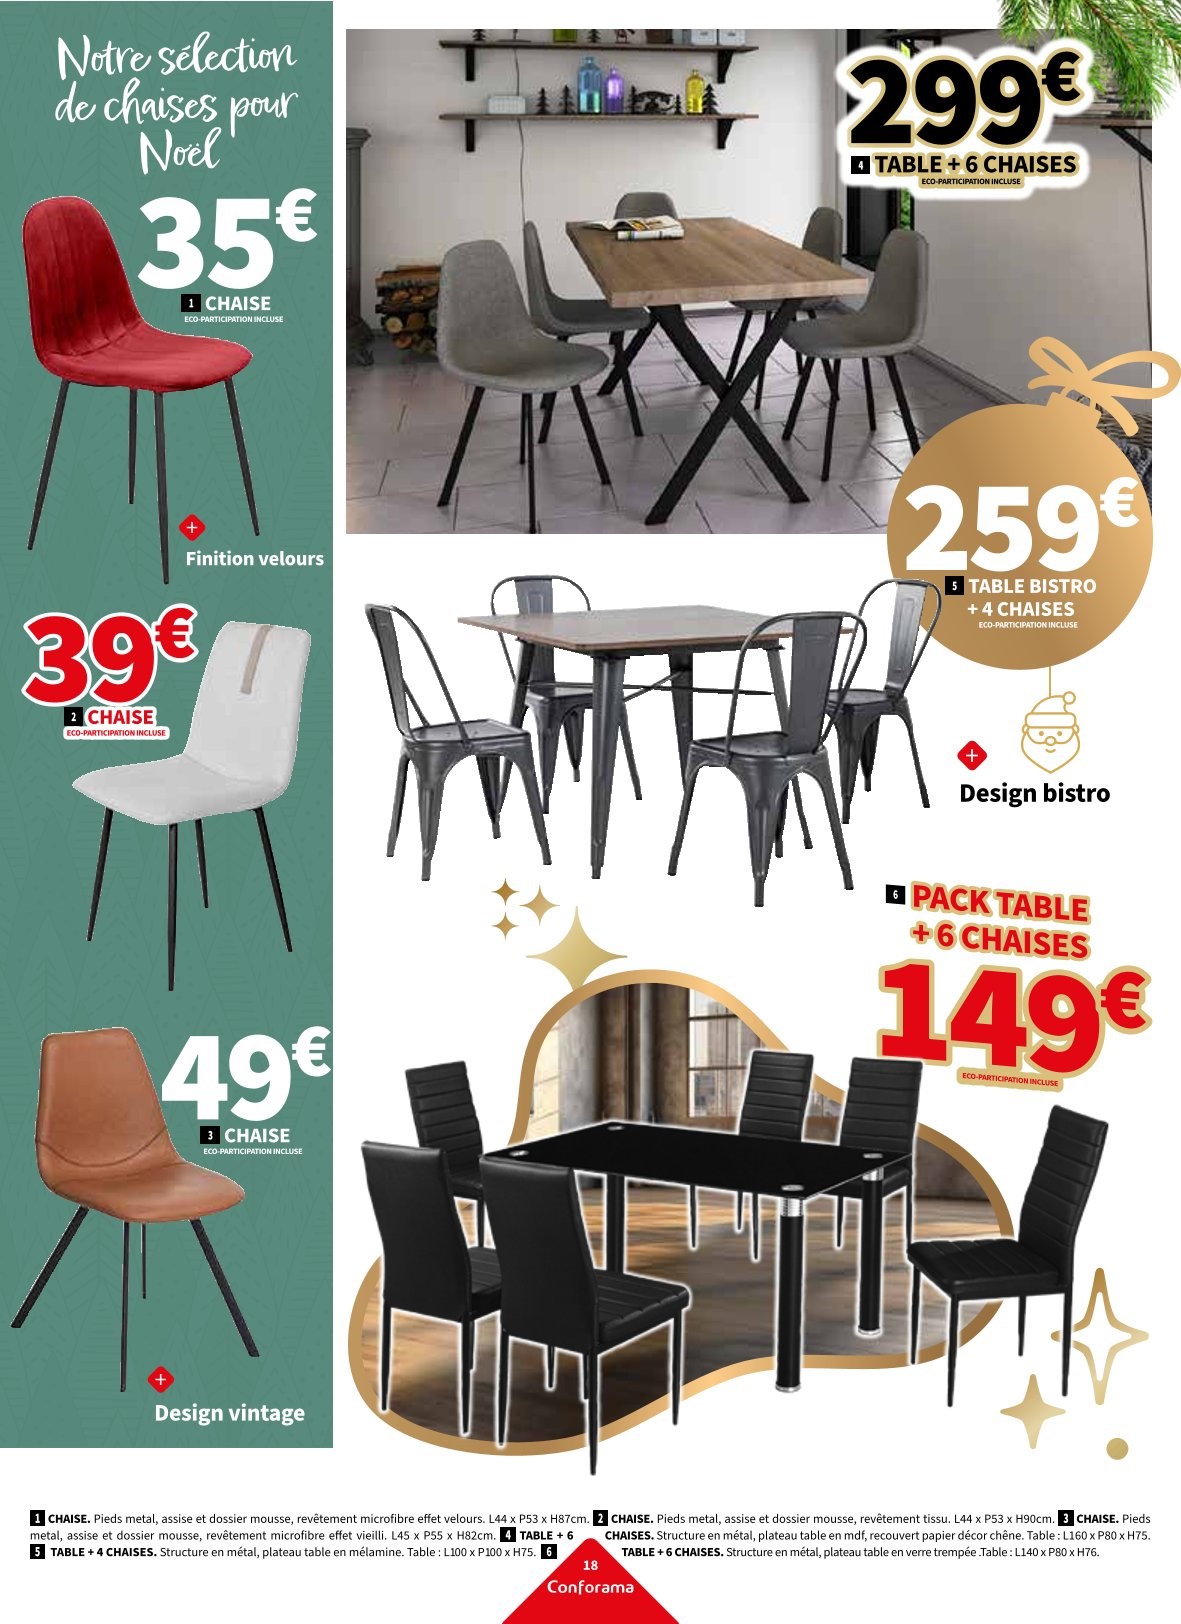 Notre sélection
de chaises pour
Noël
35€
1 CHAISE
ECO-PARTICIPATION INCLUSE
+
Finition velours
39€
2 CHAISE
ECO-PARTICIPATION INCLUSE
49€
3 CHAISE
ECO-PARTICIPATION INCLUSE
+
Design vintage
299€
4 TABLE + 6 CHAISES
ECO-PARTICIPATION INCLUSE
259€
5 TABLE BISTRO
+ 4 CHAISES
ECO-PARTICIPATION INCLUSE
+
Design bistro
6 PACK TABLE
+ 6 CHAISES
149€
ECO-PARTICIPATION INCLUSE
1 CHAISE. Pieds metal, assise et dossier mousse, revêtement microfibre effet velours. L44 x P53 x H87cm. 2 CHAISE. Pieds metal, assise et dossier mousse, revêtement tissu. L44 x P53 x H90cm. 3 CHAISE. Pieds
metal, assise et dossier mousse, revêtement microfibre effet vieilli. L45 x P55 x H82cm. 4 TABLE + 6 CHAISES. Structure en métal, plateau table en mdf, recouvert papier décor chêne. Table : L160 x P80 x H75.
5 TABLE + 4 CHAISES. Structure en métal, plateau table en mélamine. Table : L100 x P100 x H75. 6 TABLE + 6 CHAISES. Structure en métal, plateau table en verre trempée .Table : L140 x P80 x H76.
18
Conforama